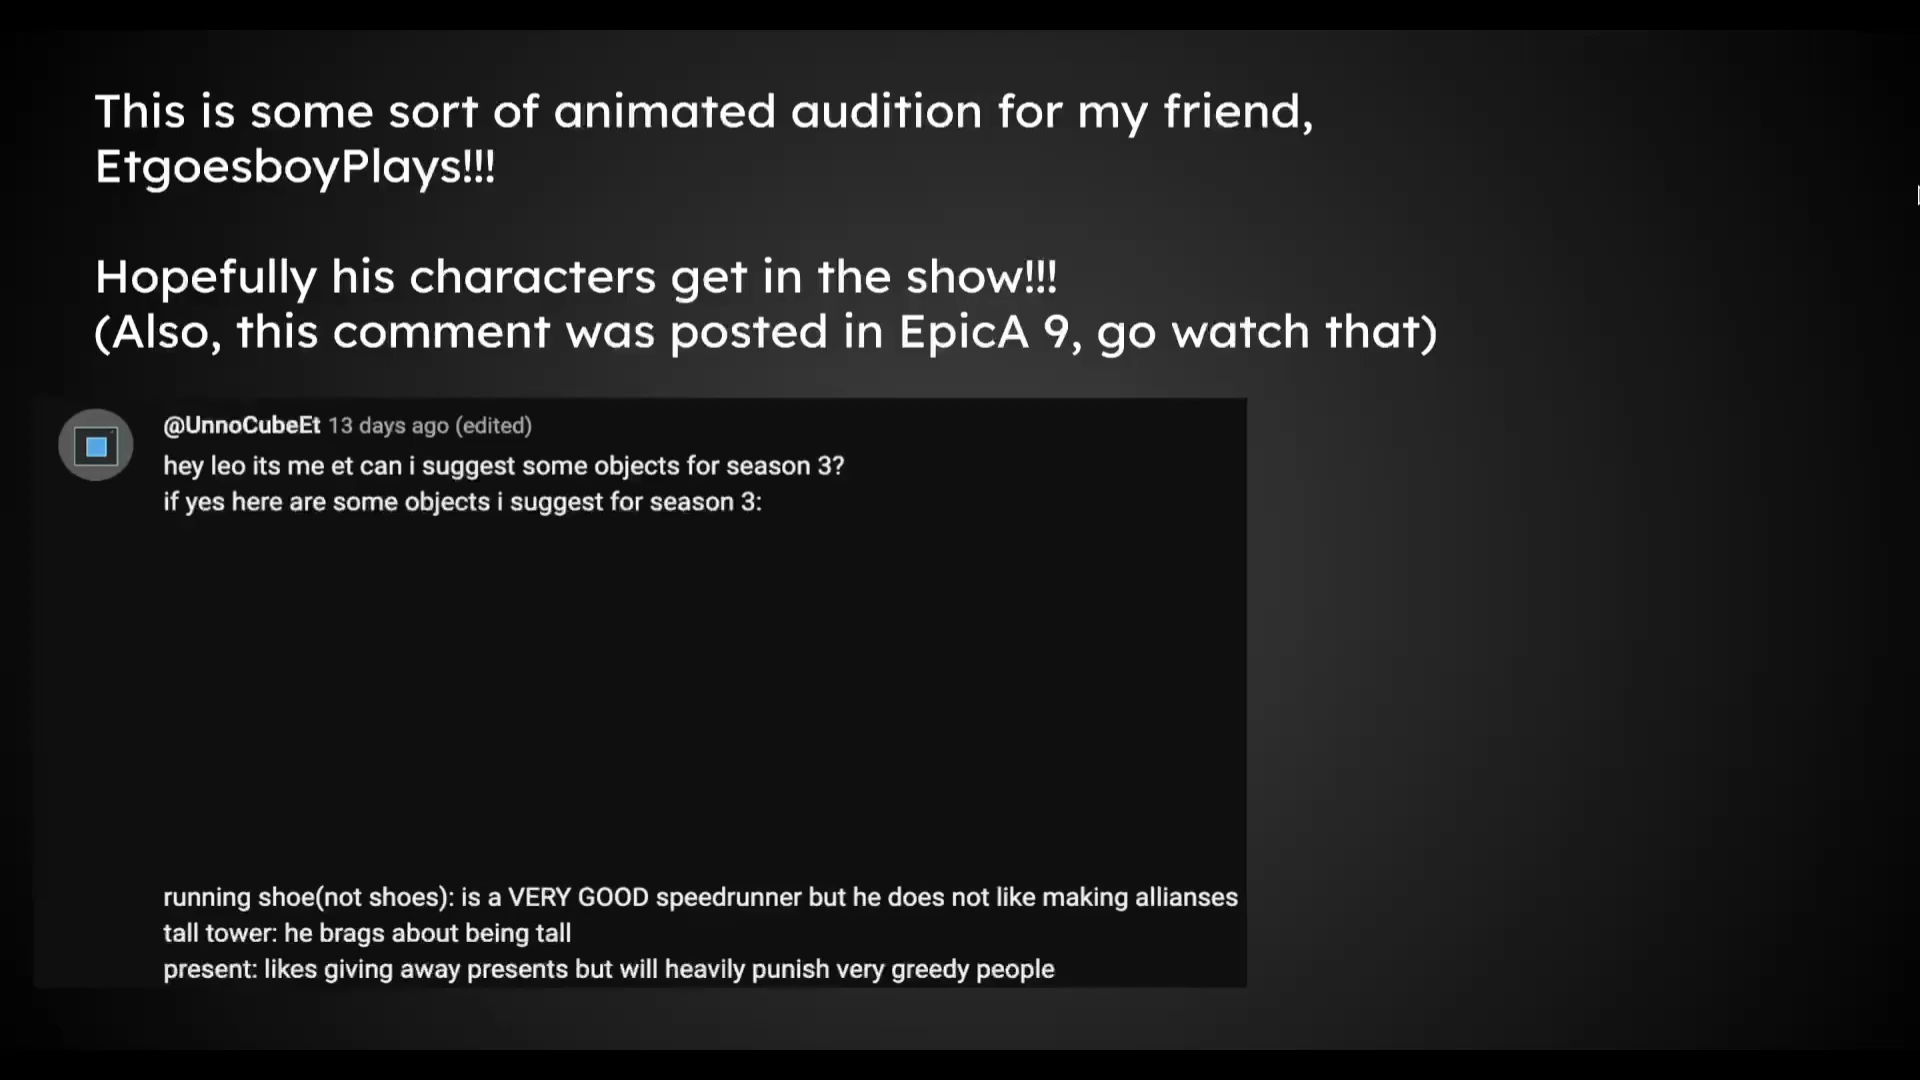 This is some sort of animated audition for my friend,
EtgoesboyPlays!!!
Hopefully his characters get in the show!!!
(Also, this comment was posted in EpicA 9, go watch that)
@UnnoCubeEt 13 days ago (edited)
hey leo its me et can i suggest some objects for season 3?
if yes here are some objects i suggest for season 3:
running shoe(not shoes): is a VERY GOOD speedrunner but he does not like making allianses
tall tower: he brags about being tall
present: likes giving away presents but will heavily punish very greedy people